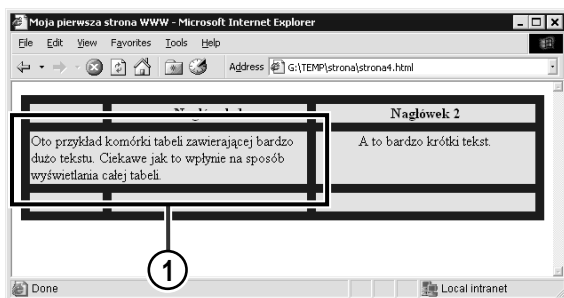 Moja pierwsza strona WWW - Microsoft Internet Explorer
File Edit View Favorites Tools Help
Address G:\TEMP\strona\strona4.html
Nagłówek 2
Oto przykład komórki tabeli zawierającej bardzo
dużo tekstu. Ciekawe jak to wpłynie na sposób
wyświetlania całej tabeli.
A to bardzo krótki tekst.
1
Done Local intranet